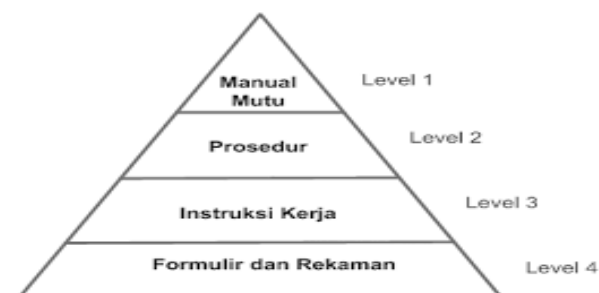 Manual
Mutu
Level 1
Prosedur
Level 2
Instruksi Kerja
Level 3
Formulir dan Rekaman
Level 4